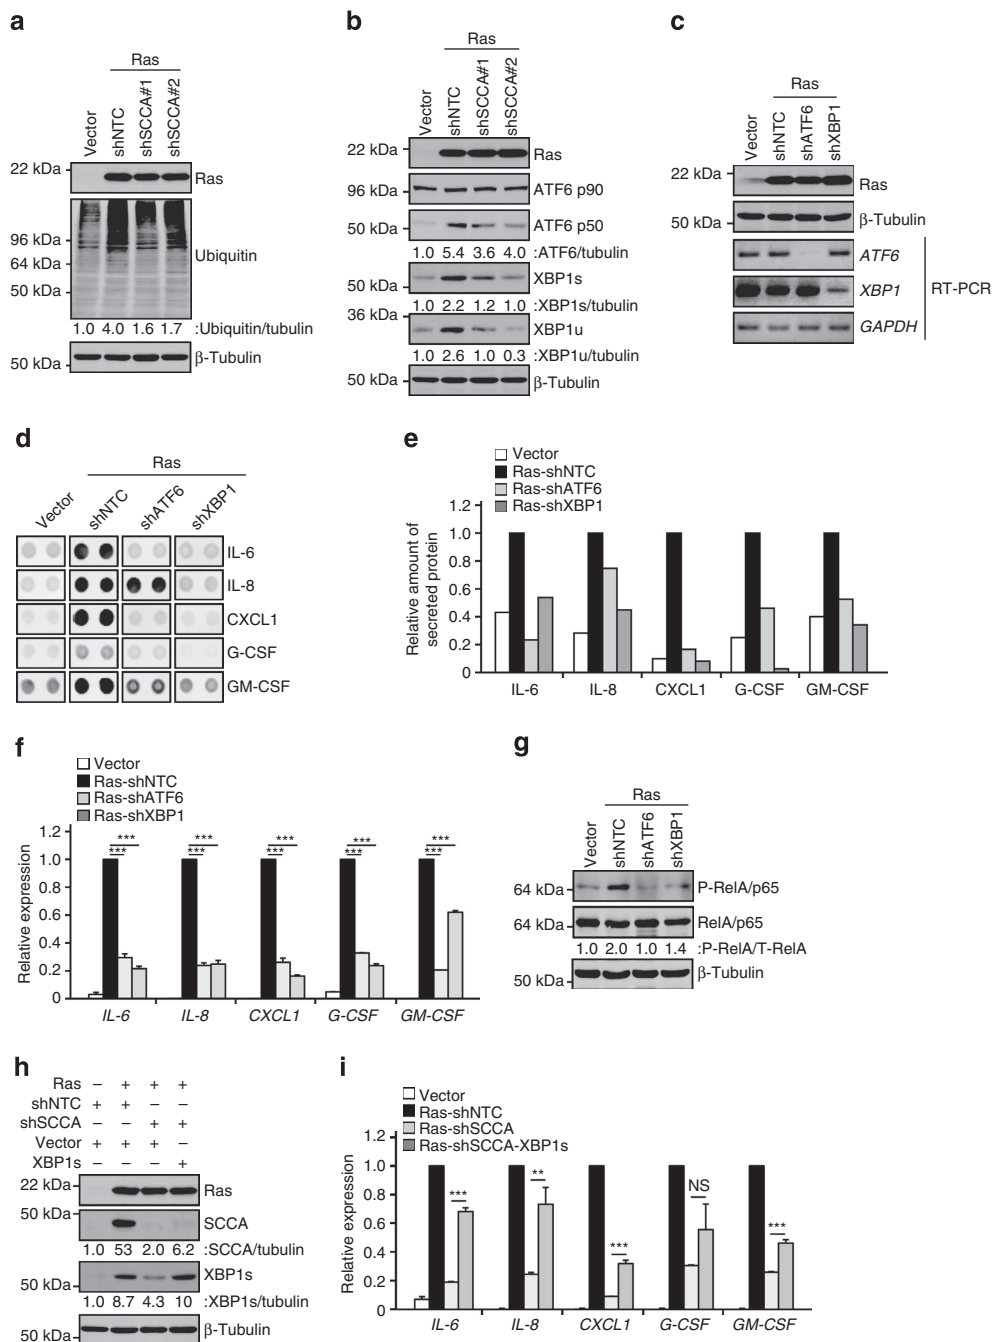 a
Ras
Vector
shNTC
shSCCA#1
shSCCA#2
22 kDa
Ras
96 kDa
64 kDa
50 kDa
Ubiquitin
1.0 4.0 1.6 1.7 :Ubiquitin/tubulin
50 kDa
β-Tubulin
b
Ras
Vector
shNTC
shSCCA#1
shSCCA#2
22 kDa
Ras
96 kDa
ATF6 p90
50 kDa
ATF6 p50
1.0 5.4 3.6 4.0 :ATF6/tubulin
50 kDa
XBP1s
1.0 2.2 1.2 1.0 :XBP1s/tubulin
36 kDa
XBP1u
1.0 2.6 1.0 0.3 :XBP1u/tubulin
50 kDa
β-Tubulin
c
Ras
Vector
shNTC
shATF6
shXBP1
22 kDa
Ras
50 kDa
β-Tubulin
ATF6
XBP1
GAPDH
RT-PCR
d
Ras
Vector
shNTC
shATF6
shXBP1
IL-6
IL-8
CXCL1
G-CSF
GM-CSF
e
Vector
Ras-shNTC
Ras-shATF6
Ras-shXBP1
Relative amount of
secreted protein
1.2
1.0
0.8
0.6
0.4
0.2
0
IL-6 IL-8 CXCL1 G-CSF GM-CSF
f
Vector
Ras-shNTC
Ras-shATF6
Ras-shXBP1
Relative expression
1.2
1.0
0.8
0.6
0.4
0.2
0
*** *** *** *** ***
*** *** *** *** ***
IL-6 IL-8 CXCL1 G-CSF GM-CSF
g
Ras
Vector
shNTC
shATF6
shXBP1
64 kDa
P-RelA/p65
64 kDa
RelA/p65
1.0 2.0 1.0 1.4 :P-RelA/T-RelA
50 kDa
β-Tubulin
h
Ras – + + +
shNTC + + – –
shSCCA – – + +
Vector + + + –
XBP1s – – – +
22 kDa
Ras
50 kDa
SCCA
1.0 53 2.0 6.2 :SCCA/tubulin
50 kDa
XBP1s
1.0 8.7 4.3 10 :XBP1s/tubulin
50 kDa
β-Tubulin
i
Vector
Ras-shNTC
Ras-shSCCA
Ras-shSCCA-XBP1s
Relative expression
1.2
1.0
0.8
0.6
0.4
0.2
0
*** ** *** NS ***
IL-6 IL-8 CXCL1 G-CSF GM-CSF